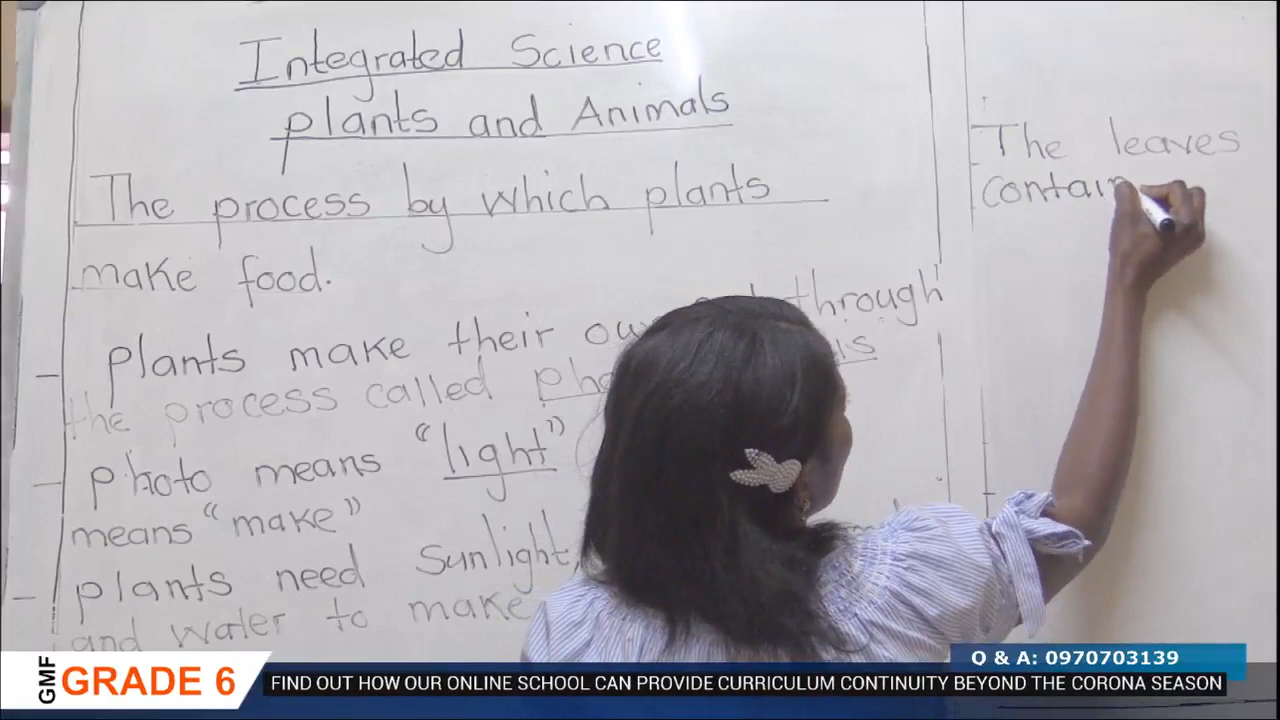 Integrated Science
plants and Animals
The process by which plants
make food.
- plants make their through
the process called
- photo means "light"
means "make"
- plants need Sunlight,
and water to make
The leaves
contain
GMF GRADE 6
Q & A: 0970703139
FIND OUT HOW OUR ONLINE SCHOOL CAN PROVIDE CURRICULUM CONTINUITY BEYOND THE CORONA SEASON